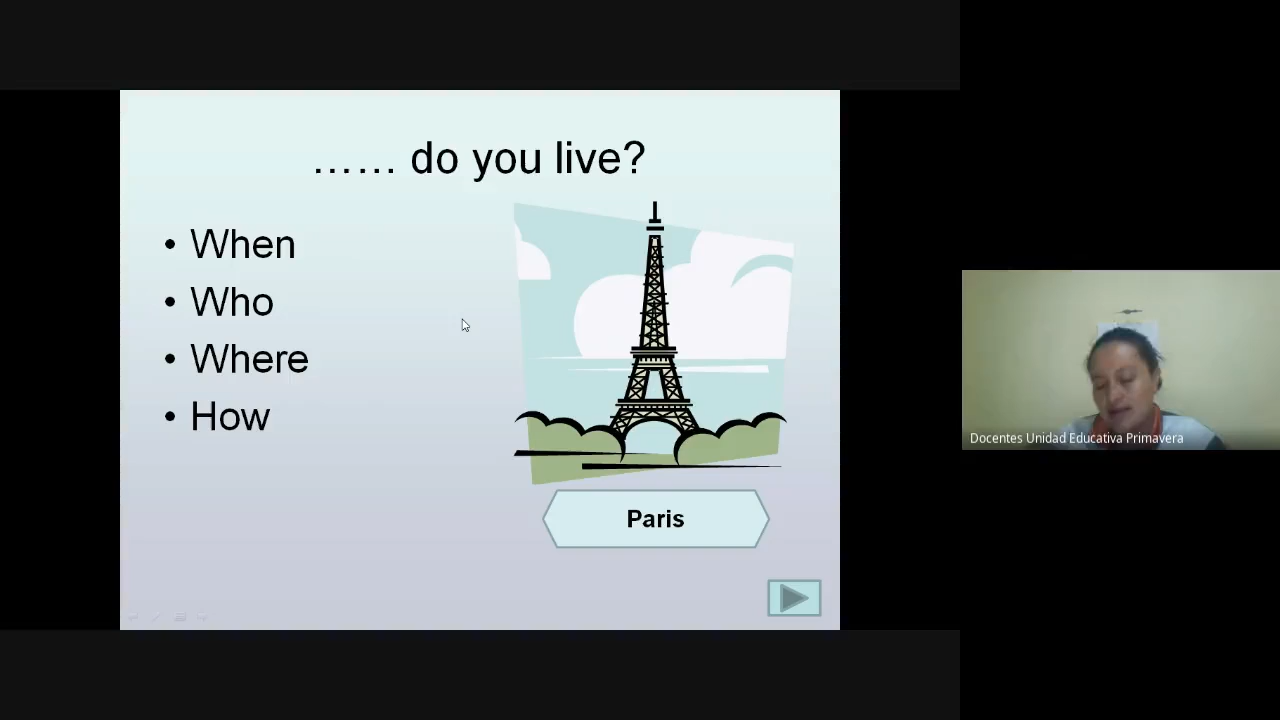 …… do you live?
• When
• Who
• Where
• How
Paris
Docentes Unidad Educativa Primavera